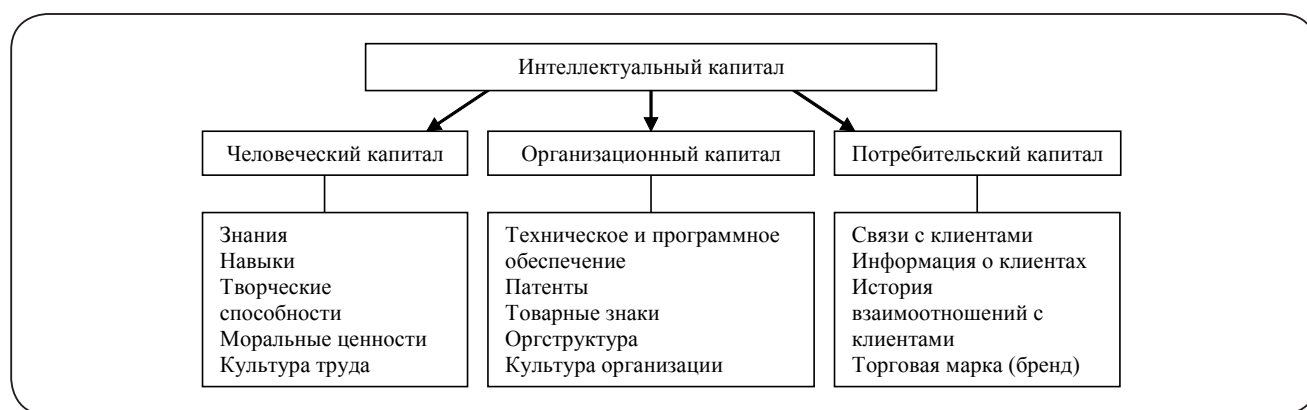 Интеллектуальный капитал
Человеческий капитал
Организационный капитал
Потребительский капитал
Знания
Навыки
Творческие
способности
Моральные ценности
Культура труда
Техническое и программное
обеспечение
Патенты
Товарные знаки
Оргструктура
Культура организации
Связи с клиентами
Информация о клиентах
История
взаимоотношений с
клиентами
Торговая марка (бренд)